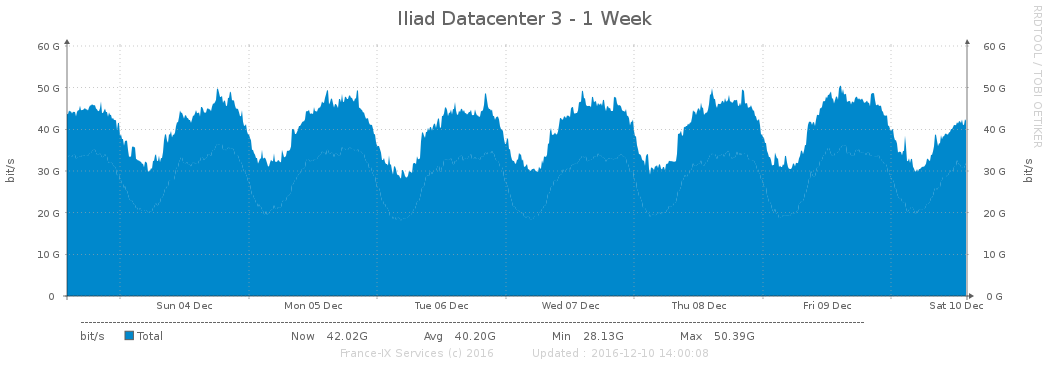 Iliad Datacenter 3 - 1 Week
RRDTOOL / TOBI OETIKER
60 G 60 G
50 G 50 G
40 G 40 G
30 G 30 G
20 G 20 G
10 G 10 G
0 0 G
bit/s
bit/s
Sun 04 Dec Mon 05 Dec Tue 06 Dec Wed 07 Dec Thu 08 Dec Fri 09 Dec Sat 10 Dec
bit/s Total Now 42.02G Avg 40.20G Min 28.13G Max 50.39G
France-IX Services (c) 2016 Updated : 2016-12-10 14:00:08